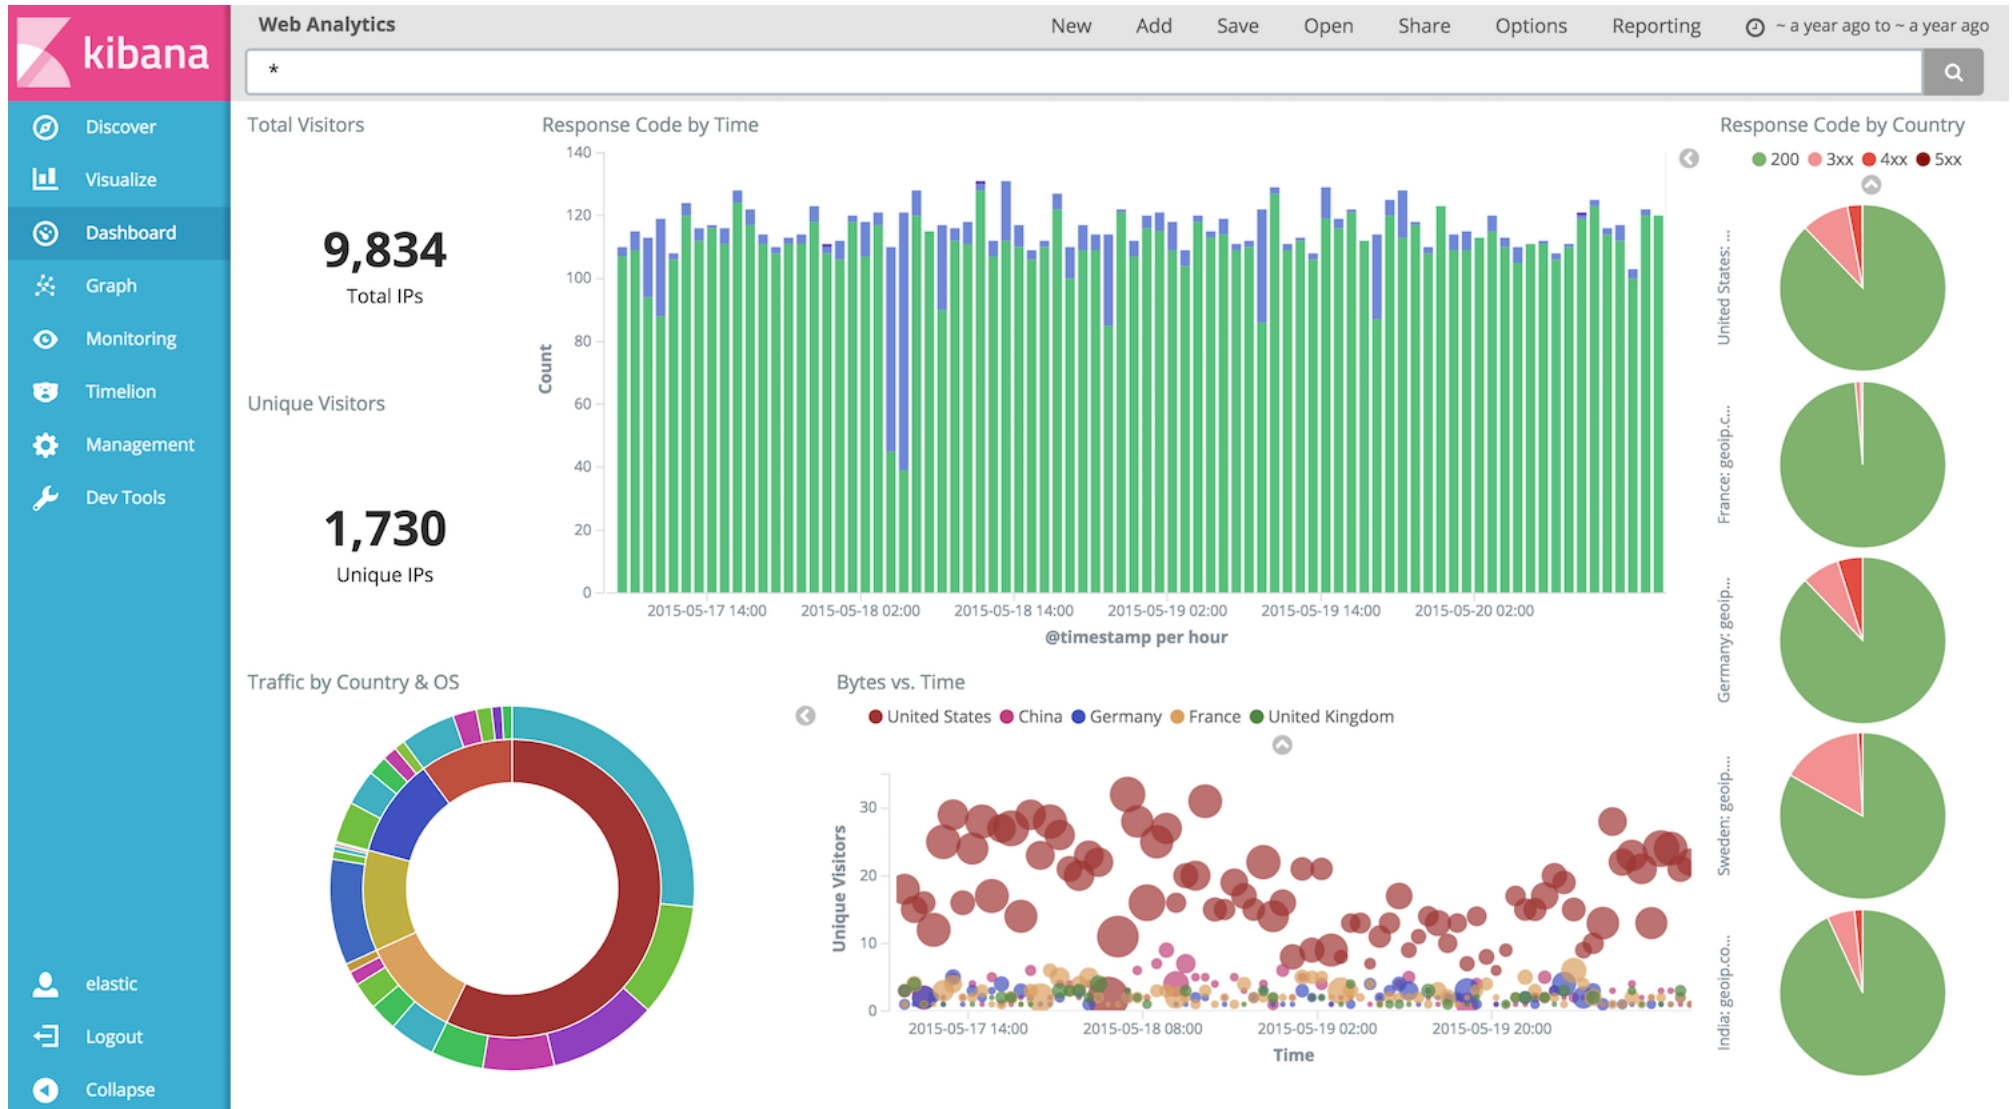 kibana
Discover
Visualize
Dashboard
Graph
Monitoring
Timelion
Management
Dev Tools
elastic
Logout
Collapse
Web Analytics
New Add Save Open Share Options Reporting ~ a year ago to ~ a year ago
*
Total Visitors
9,834
Total IPs
Unique Visitors
1,730
Unique IPs
Response Code by Time
140
120
100
80
60
40
20
0
Count
2015-05-17 14:00 2015-05-18 02:00 2015-05-18 14:00 2015-05-19 02:00 2015-05-19 14:00 2015-05-20 02:00
@timestamp per hour
Response Code by Country
200 3xx 4xx 5xx
United States: ...
France: geoip.c...
Germany: geoip...
Sweden: geoip....
India: geoip.co...
Traffic by Country & OS
Bytes vs. Time
United States China Germany France United Kingdom
30
20
10
0
Unique Visitors
2015-05-17 14:00 2015-05-18 08:00 2015-05-19 02:00 2015-05-19 20:00
Time